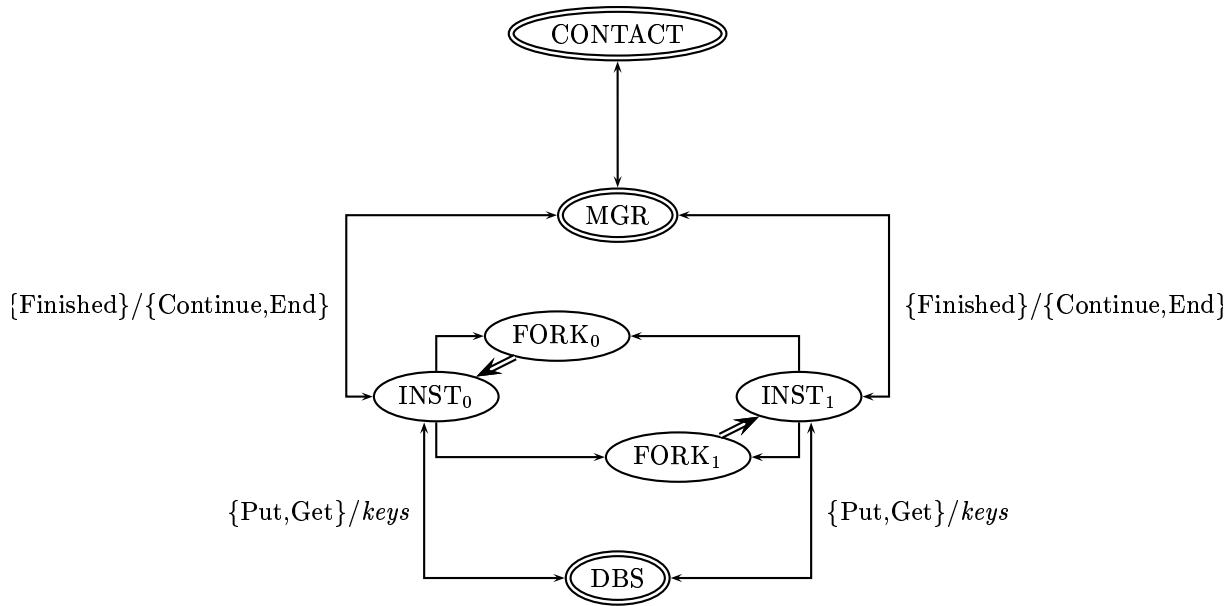 CONTACT
MGR
{Finished}/{Continue,End}
{Finished}/{Continue,End}
FORK₀
INST₀
INST₁
FORK₁
{Put,Get}/keys
{Put,Get}/keys
DBS